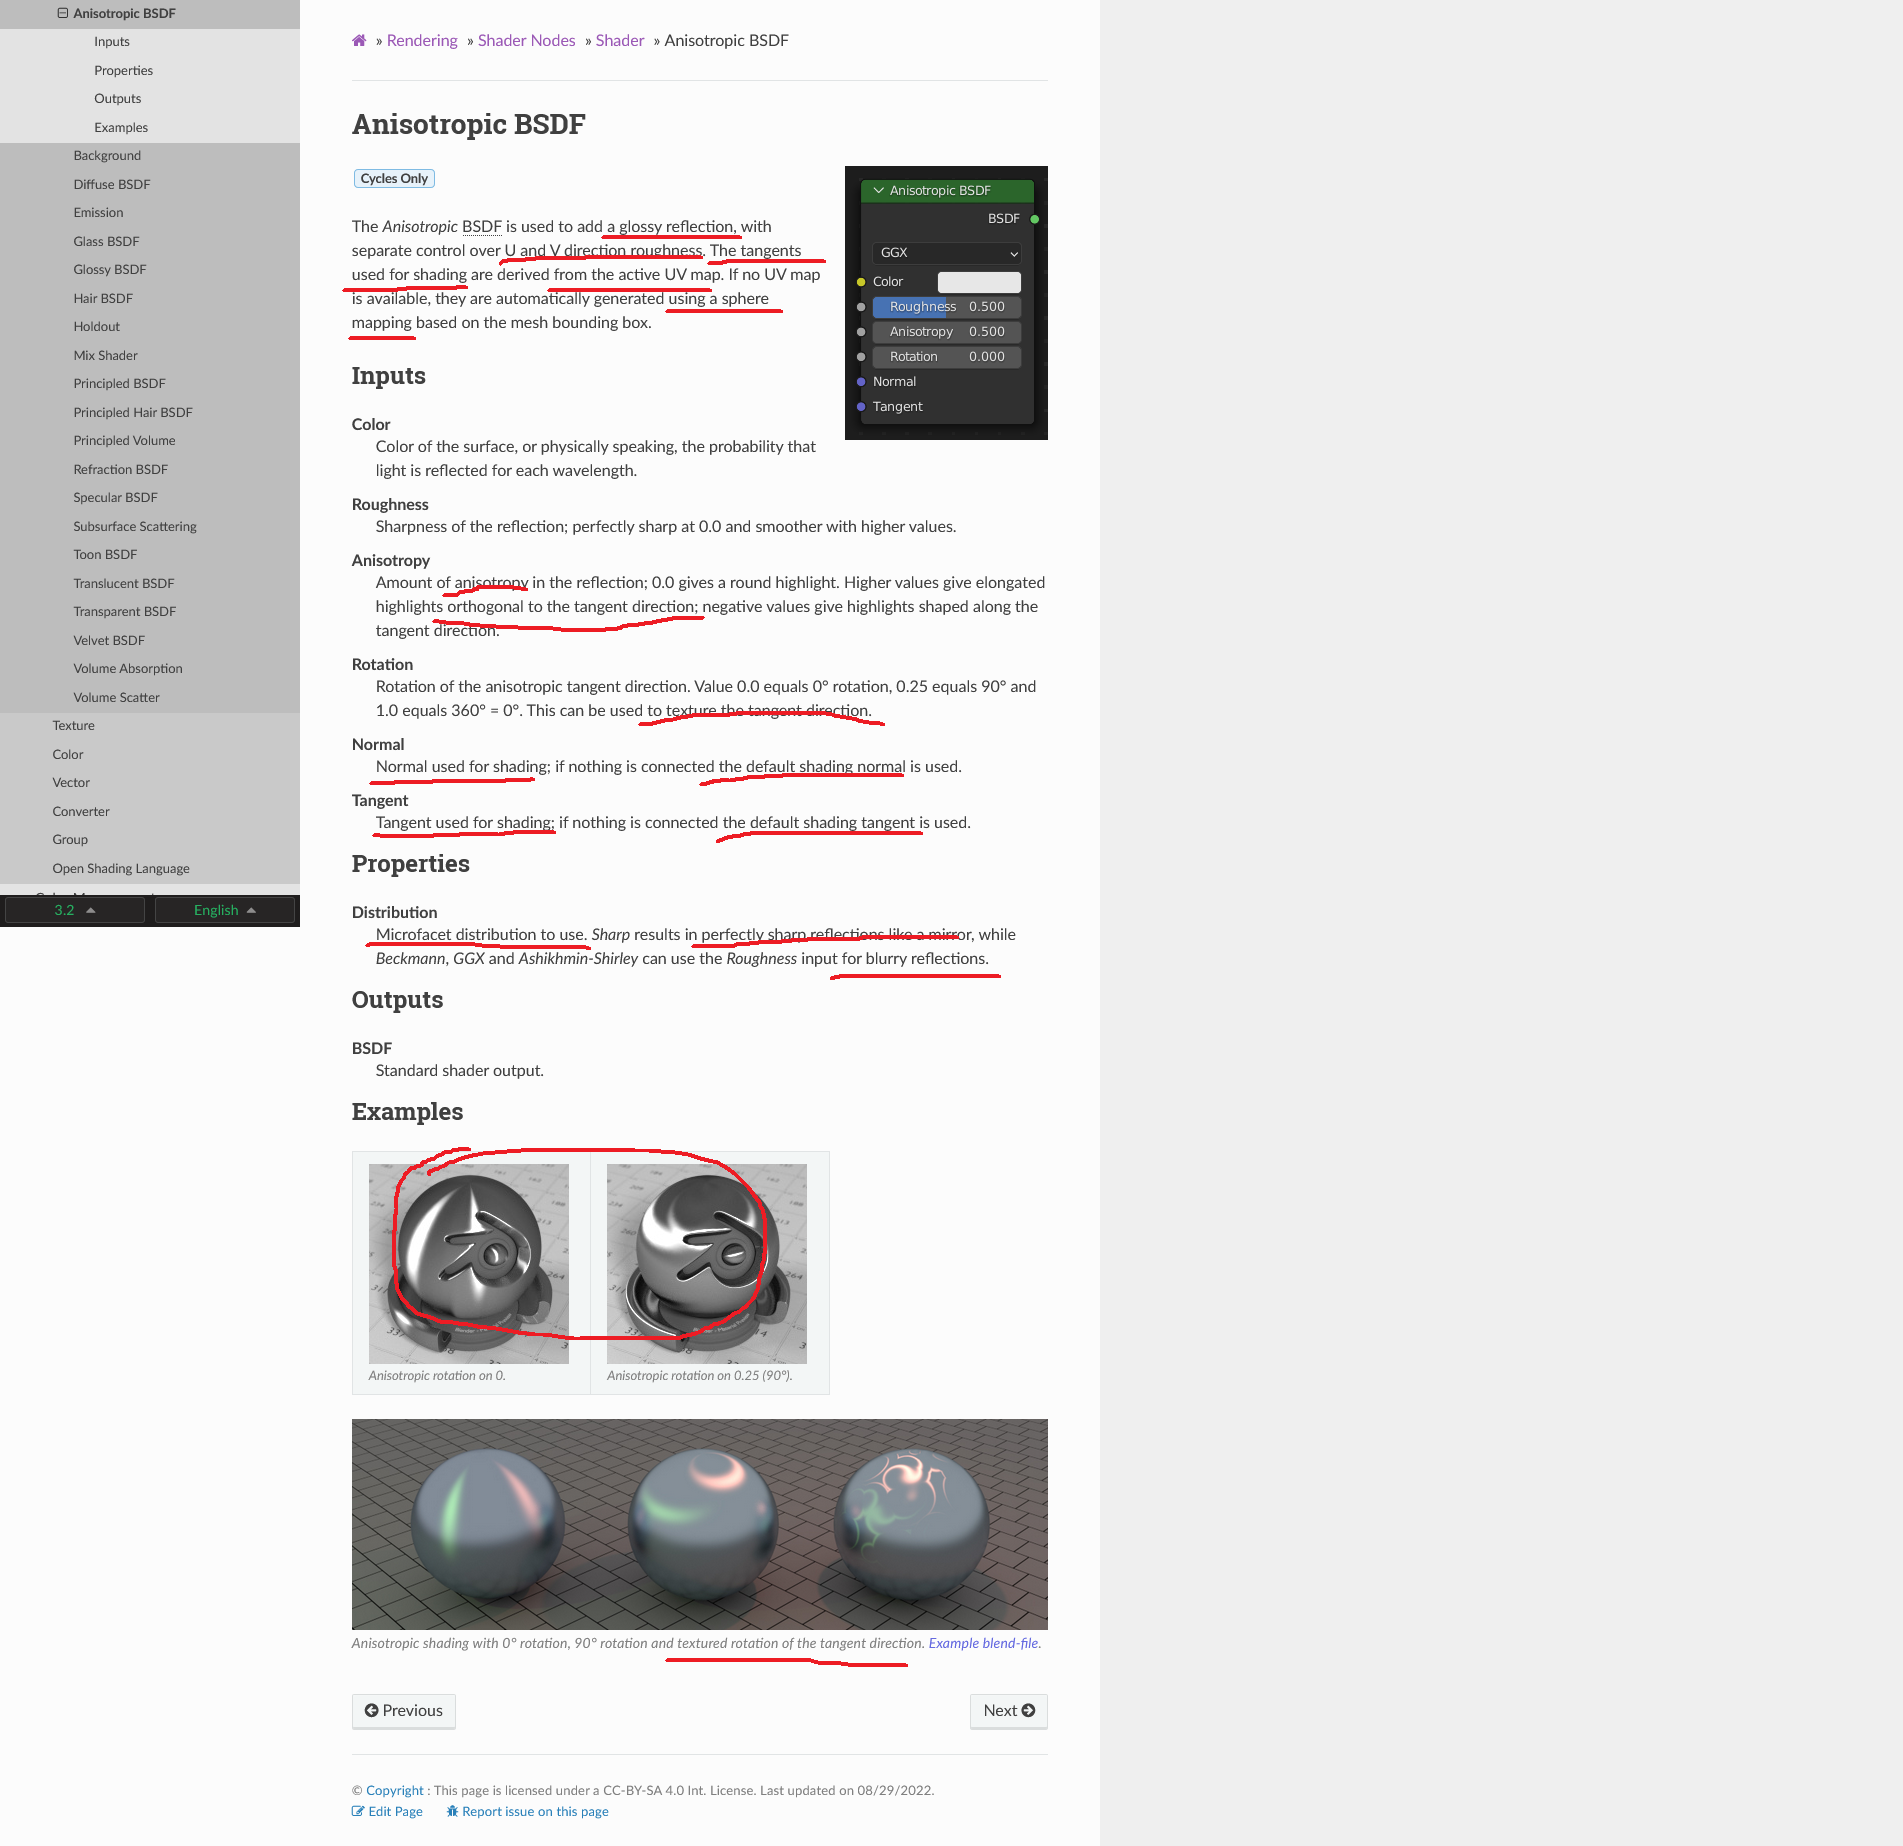 Anisotropic BSDF
Inputs
Properties
Outputs
Examples
Background
Diffuse BSDF
Emission
Glass BSDF
Glossy BSDF
Hair BSDF
Holdout
Mix Shader
Principled BSDF
Principled Hair BSDF
Principled Volume
Refraction BSDF
Specular BSDF
Subsurface Scattering
Toon BSDF
Translucent BSDF
Transparent BSDF
Velvet BSDF
Volume Absorption
Volume Scatter
Texture
Color
Vector
Converter
Group
Open Shading Language
3.2 English
» Rendering » Shader Nodes » Shader » Anisotropic BSDF
Anisotropic BSDF
Cycles Only
The Anisotropic BSDF is used to add a glossy reflection, with
separate control over U and V direction roughness. The tangents
used for shading are derived from the active UV map. If no UV map
is available, they are automatically generated using a sphere
mapping based on the mesh bounding box.
Anisotropic BSDF
BSDF
GGX
Color
Roughness 0.500
Anisotropy 0.500
Rotation 0.000
Normal
Tangent
Inputs
Color
Color of the surface, or physically speaking, the probability that
light is reflected for each wavelength.
Roughness
Sharpness of the reflection; perfectly sharp at 0.0 and smoother with higher values.
Anisotropy
Amount of anisotropy in the reflection; 0.0 gives a round highlight. Higher values give elongated
highlights orthogonal to the tangent direction; negative values give highlights shaped along the
tangent direction.
Rotation
Rotation of the anisotropic tangent direction. Value 0.0 equals 0° rotation, 0.25 equals 90° and
1.0 equals 360° = 0°. This can be used to texture the tangent direction.
Normal
Normal used for shading; if nothing is connected the default shading normal is used.
Tangent
Tangent used for shading; if nothing is connected the default shading tangent is used.
Properties
Distribution
Microfacet distribution to use. Sharp results in perfectly sharp reflections like a mirror, while
Beckmann, GGX and Ashikhmin-Shirley can use the Roughness input for blurry reflections.
Outputs
BSDF
Standard shader output.
Examples
Anisotropic rotation on 0. Anisotropic rotation on 0.25 (90°).
Anisotropic shading with 0° rotation, 90° rotation and textured rotation of the tangent direction. Example blend-file.
Previous Next
© Copyright : This page is licensed under a CC-BY-SA 4.0 Int. License. Last updated on 08/29/2022.
Edit Page Report issue on this page